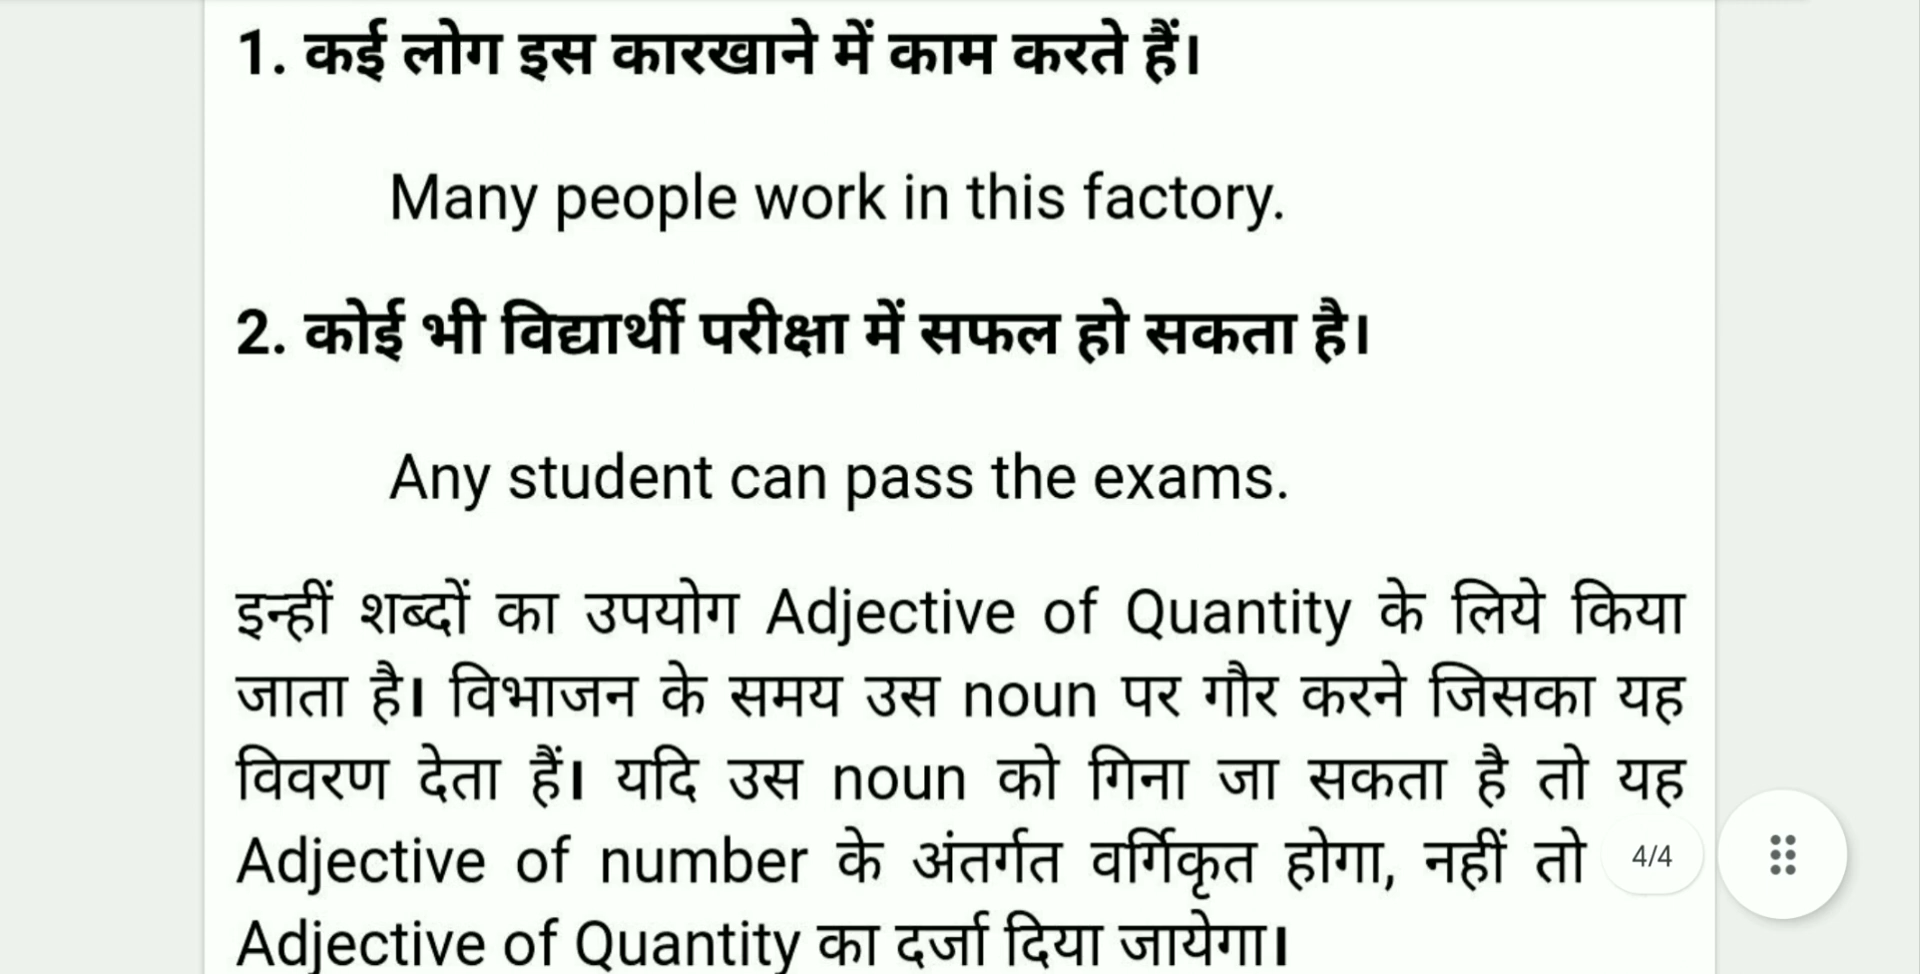 1. कई लोग इस कारखाने में काम करते हैं।
Many people work in this factory.
2. कोई भी विद्यार्थी परीक्षा में सफल हो सकता है।
Any student can pass the exams.
इन्हीं शब्दों का उपयोग Adjective of Quantity के लिये किया
जाता है। विभाजन के समय उस noun पर गौर करने जिसका यह
विवरण देता हैं। यदि उस noun को गिना जा सकता है तो यह
Adjective of number के अंतर्गत वर्गिकृत होगा, नहीं तो
4/4
Adjective of Quantity का दर्जा दिया जायेगा।